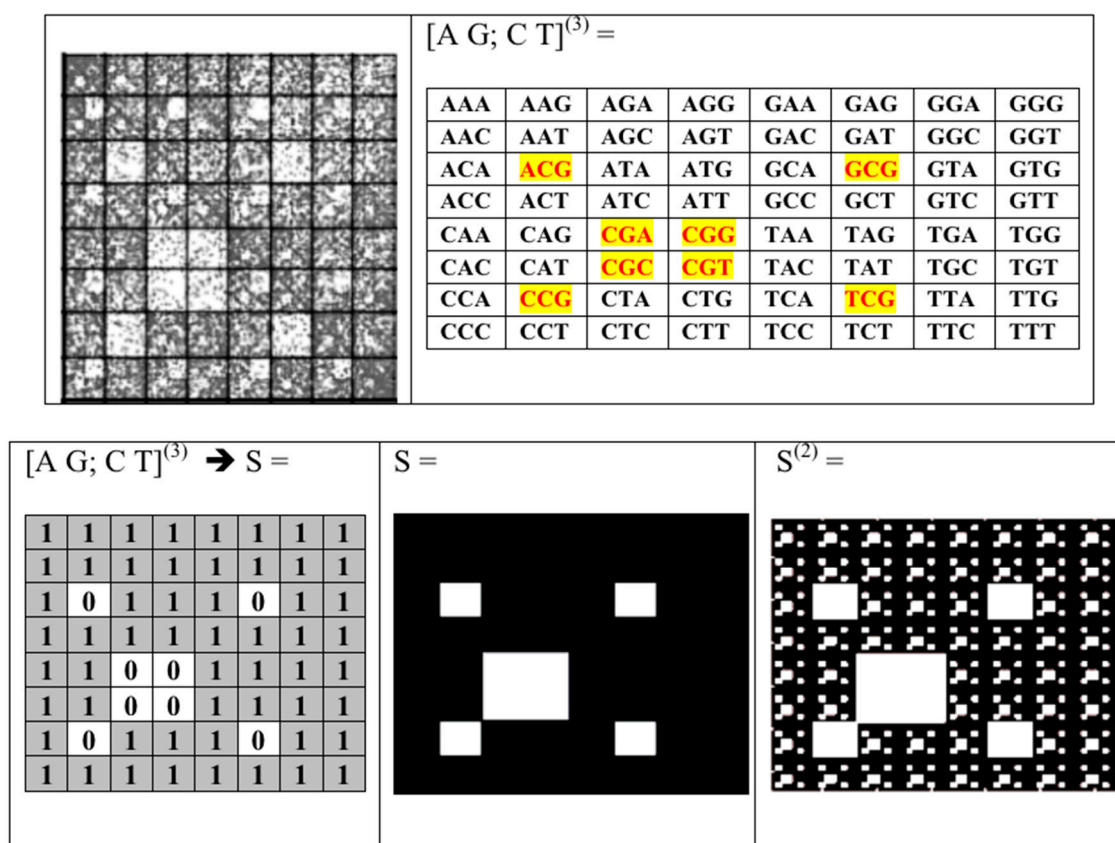 [A G; C T](3) =
AAA AAG AGA AGG GAA GAG GGA GGG
AAC AAT AGC AGT GAC GAT GGC GGT
ACA ACG ATA ATG GCA GCG GTA GTG
ACC ACT ATC ATT GCC GCT GTC GTT
CAA CAG CGA CGG TAA TAG TGA TGG
CAC CAT CGC CGT TAC TAT TGC TGT
CCA CCG CTA CTG TCA TCG TTA TTG
CCC CCT CTC CTT TCC TCT TTC TTT
[A G; C T](3) ➔ S =
1 1 1 1 1 1 1 1
1 1 1 1 1 1 1 1
1 0 1 1 1 0 1 1
1 1 1 1 1 1 1 1
1 1 0 0 1 1 1 1
1 1 0 0 1 1 1 1
1 0 1 1 1 0 1 1
1 1 1 1 1 1 1 1
S =
S(2) =